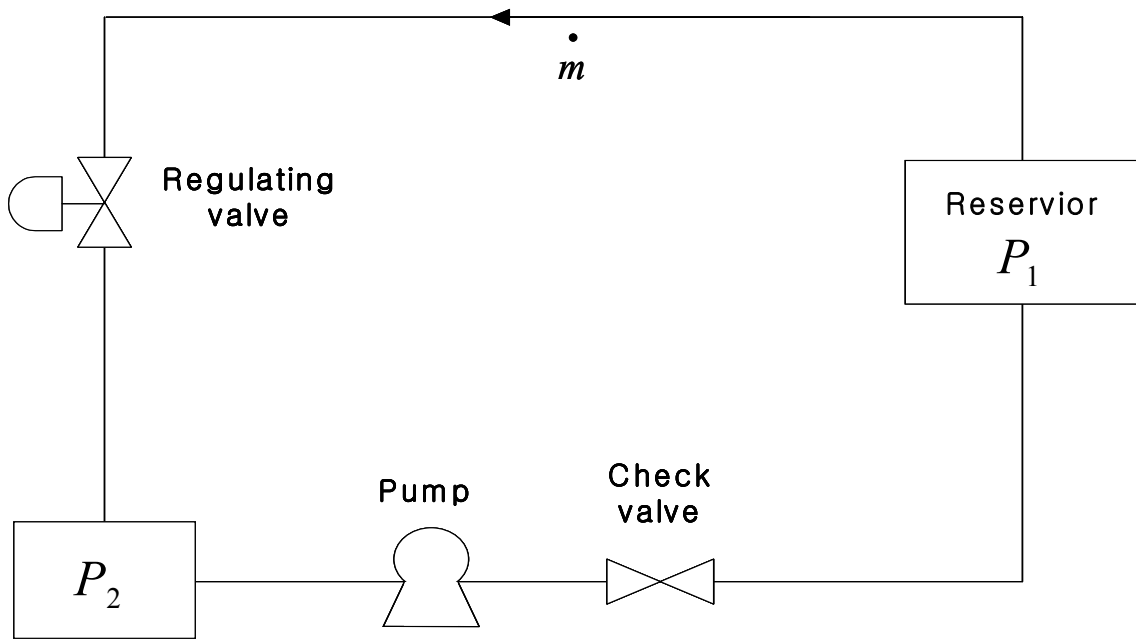 ṁ
Regulating
valve
Reservior
P₁
Check
valve
Pump
P₂